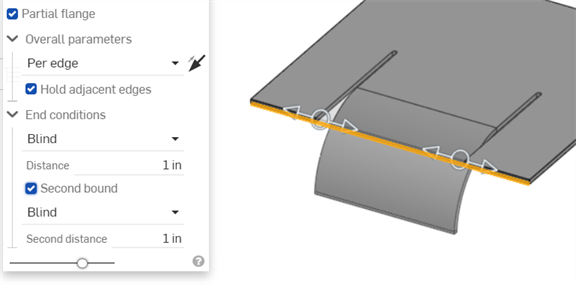 Partial flange
Overall parameters
Per edge
Hold adjacent edges
End conditions
Blind
Distance 1 in
Second bound
Blind
Second distance 1 in
?